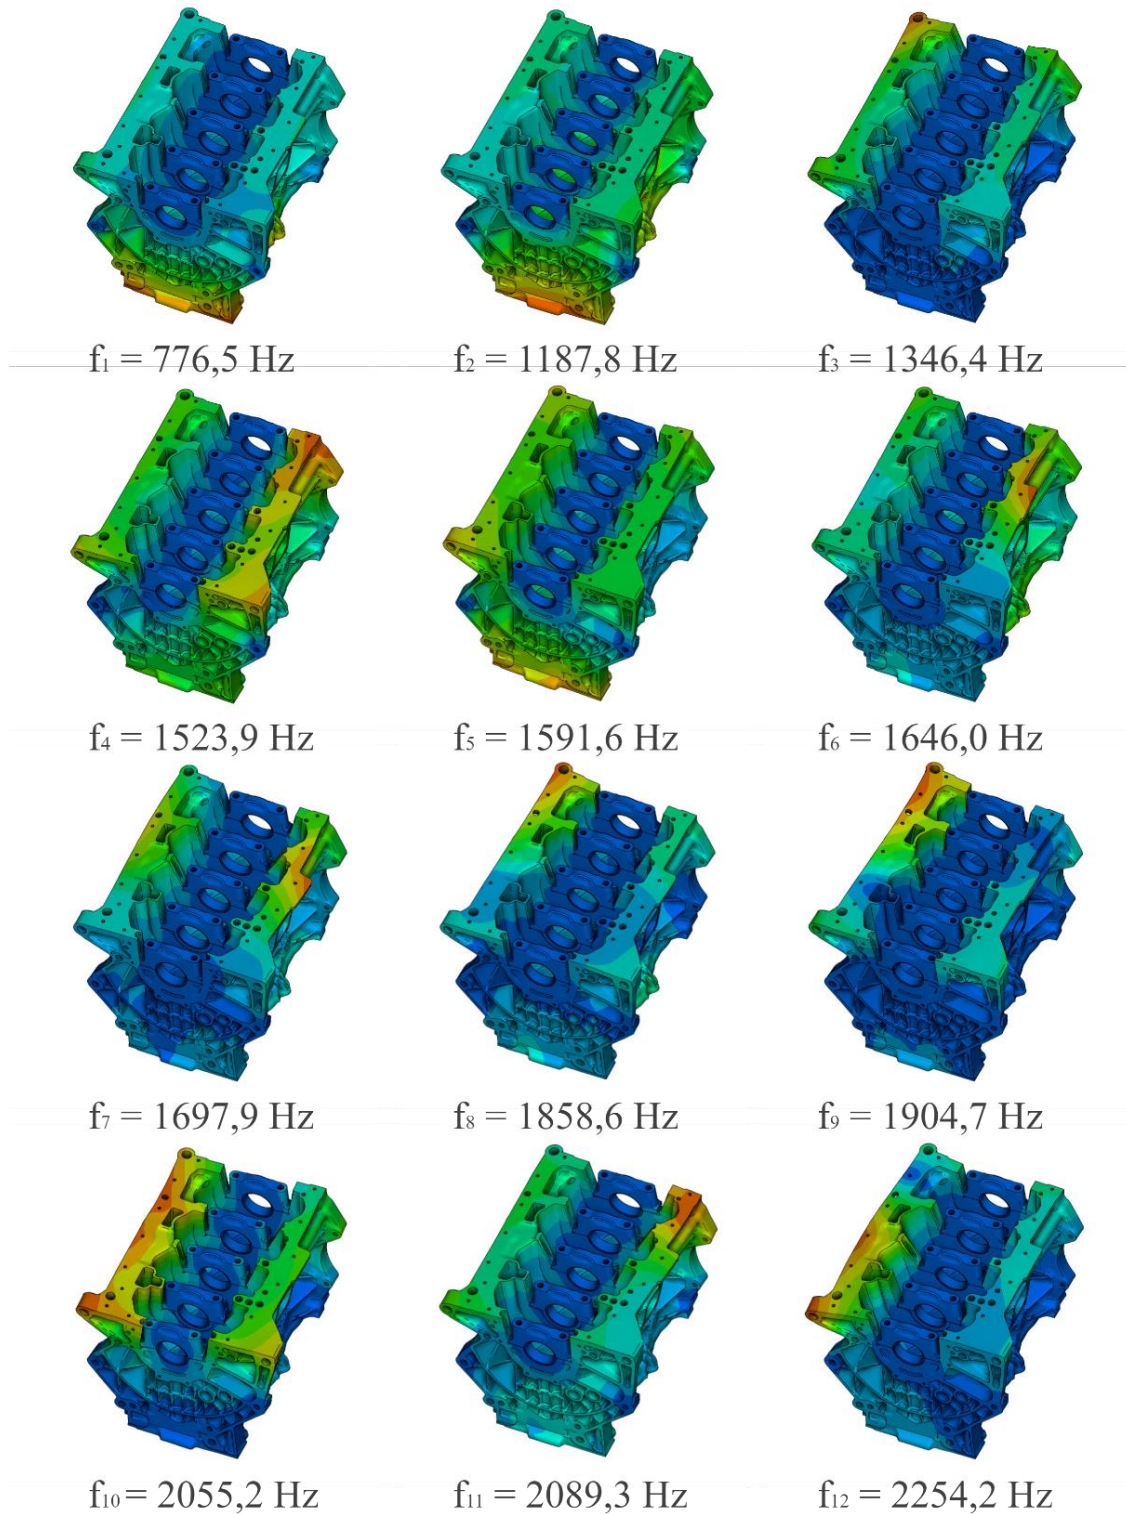 f₁ = 776,5 Hz
f₂ = 1187,8 Hz
f₃ = 1346,4 Hz
f₄ = 1523,9 Hz
f₅ = 1591,6 Hz
f₆ = 1646,0 Hz
f₇ = 1697,9 Hz
f₈ = 1858,6 Hz
f₉ = 1904,7 Hz
f₁₀ = 2055,2 Hz
f₁₁ = 2089,3 Hz
f₁₂ = 2254,2 Hz